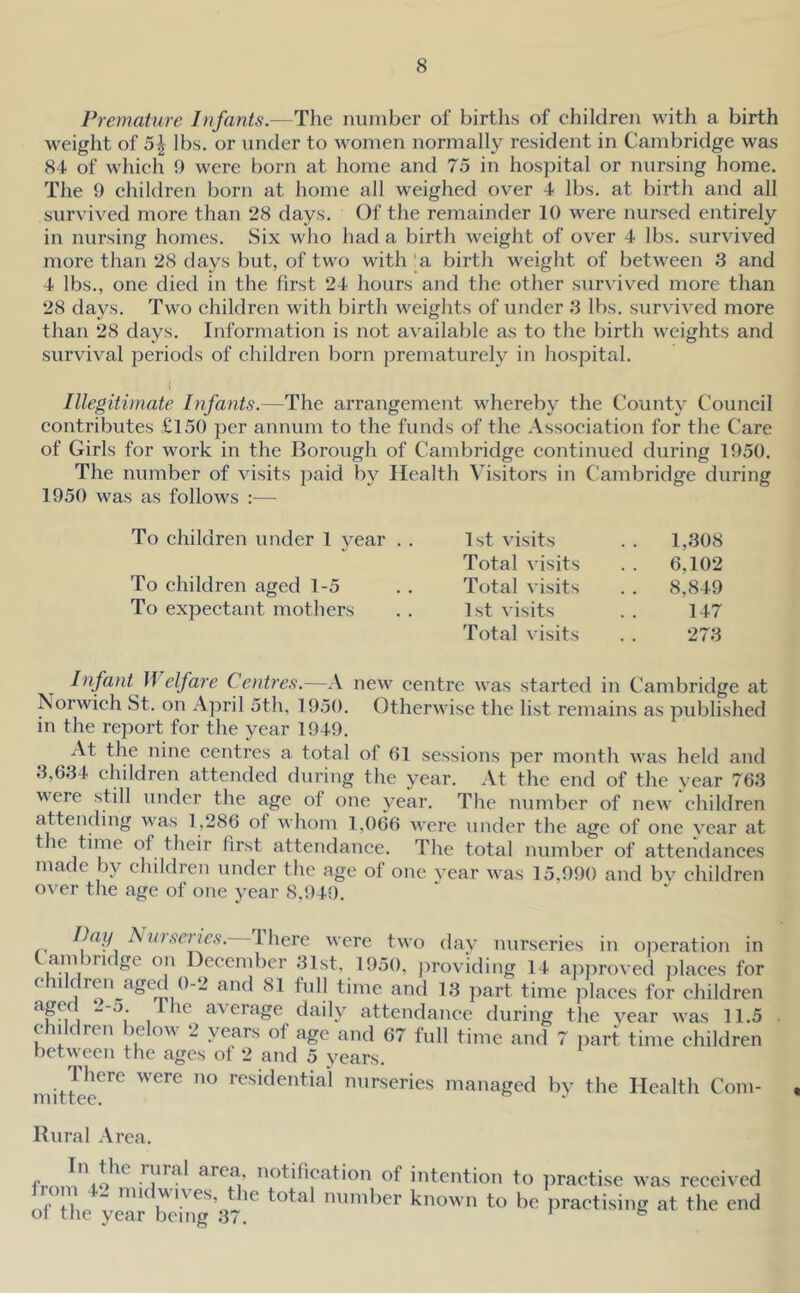 8
Premature Infants.—The number of births of children with a birth
weight of 5½ lbs. or under to women normally resident in Cambridge was
84 of which 9 were born at home and 75 in hospital or nursing home.
The 9 children born at home all weighed over 4 lbs. at birth and all
survived more than 28 days. Of the remainder 10 were nursed entirely
in nursing homes. Six who had a birth weight of over 4 lbs. survived
more than 28 days but, of two with a birth weight of between 3 and
4 lbs., one died in the first 24 hours and the other survived more than
28 days. Two children with birth weights of under 3 lbs. survived more
than 28 days. Information is not available as to the birth weights and
survival periods of children born prematurely in hospital.
Illegitimate Infants.—The arrangement whereby the County Council
contributes £150 per annum to the funds of the Association for the Care
of Girls for work in the Borough of Cambridge continued during 1950.
The number of visits paid by Health Visitors in Cambridge during
1950 was as follows :—
To children under 1 year . . 1st visits . . 1,308
Total visits . . 6,102
To children aged 1-5 . . Total visits . . 8,849
To expectant mothers . . 1st visits . . 147
Total visits . . 273
Infant Welfare Centres.—A new centre was started in Cambridge at
Norwich St. on April 5th, 1950. Otherwise the list remains as published
in the report for the year 1949.
At the nine centres a total of 61 sessions per month was held and
3,634 children attended during the year. At the end of the year 763
were still under the age of one year. The number of new children
attending was 1,286 of whom 1,066 were under the age of one year at
the time of their first attendance. The total number of attendances
made by children under the age of one year was 15,990 and by children
over the age of one year 8,949.
Day Nurseries.—There were two day nurseries in operation in
Cambridge on December 31st, 1950, providing 14 approved places for
children aged 0-2 and 81 full time and 13 part time places for children
aged 2-5. The average daily attendance during the year was 11.5
children below 2 years of age and 67 full time and 7 part time children
between the ages of 2 and 5 years.
There were no residential nurseries managed by the Health Com-
mittee.
Rural Area.
In the rural area, notification of intention to practise was received
from 42 midwives, the total number known to be practising at the end
of the year being 37.